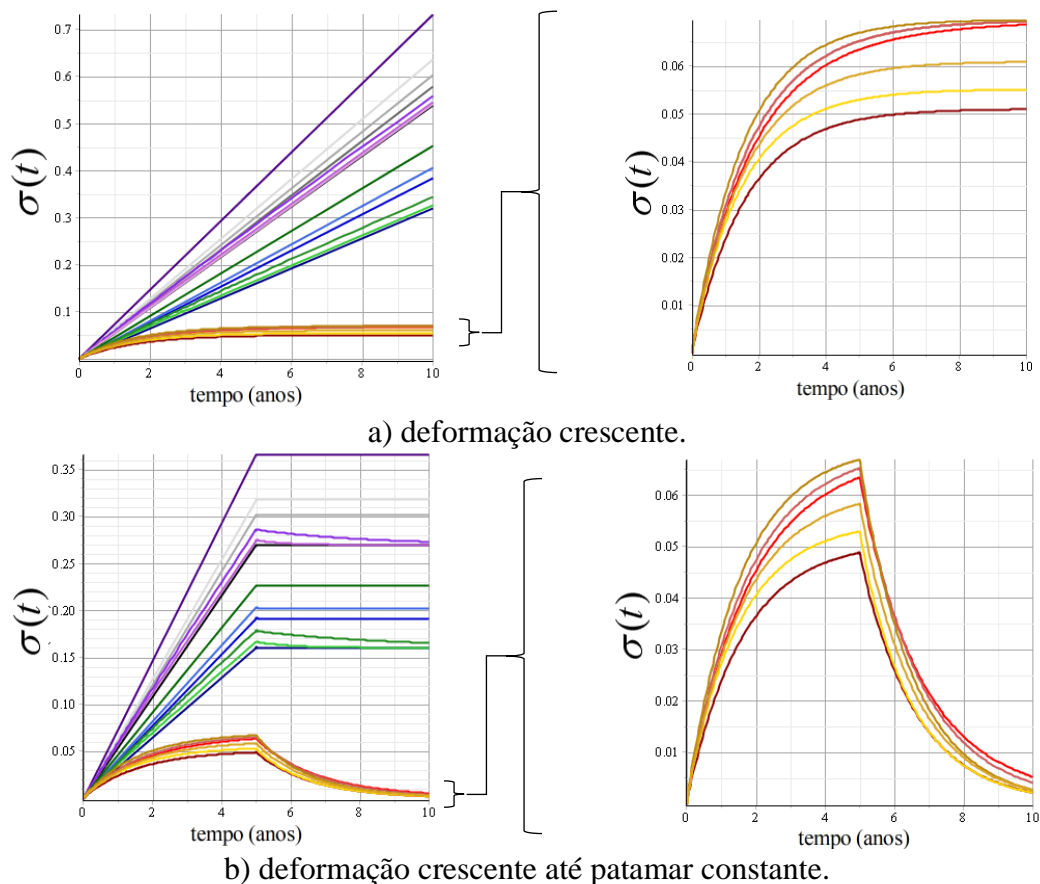 0.7
0.6
0.5
0.4
0.3
0.2
0.1
σ(t)
0 2 4 6 8 10
tempo (anos)
0.06
0.05
0.04
0.03
0.02
0.01
σ(t)
0 2 4 6 8 10
tempo (anos)
a) deformação crescente.
0.35
0.30
0.25
0.20
0.15
0.10
0.05
σ(t)
0 2 4 6 8 10
tempo (anos)
0.06
0.05
0.04
0.03
0.02
0.01
σ(t)
0 2 4 6 8 10
tempo (anos)
b) deformação crescente até patamar constante.